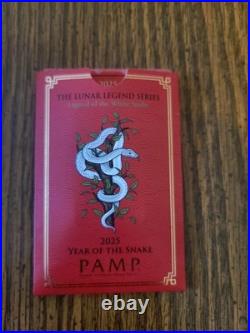 2025
THE LUNAR LEGEND SERIES
Legend of the White Snake
2025
YEAR OF THE SNAKE
PAMP